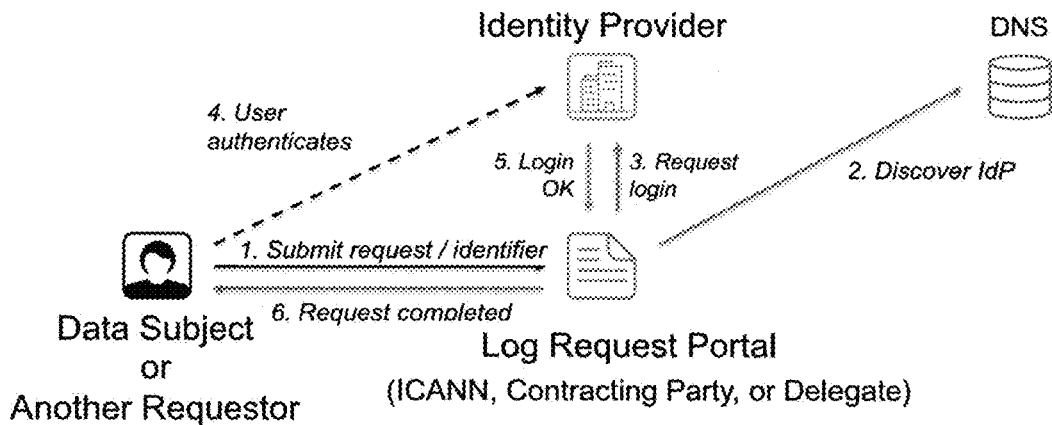 Identity Provider
DNS
4. User
authenticates
5. Login
OK
3. Request
login
2. Discover IdP
1. Submit request / identifier
6. Request completed
Data Subject
or
Another Requestor
Log Request Portal
(ICANN, Contracting Party, or Delegate)